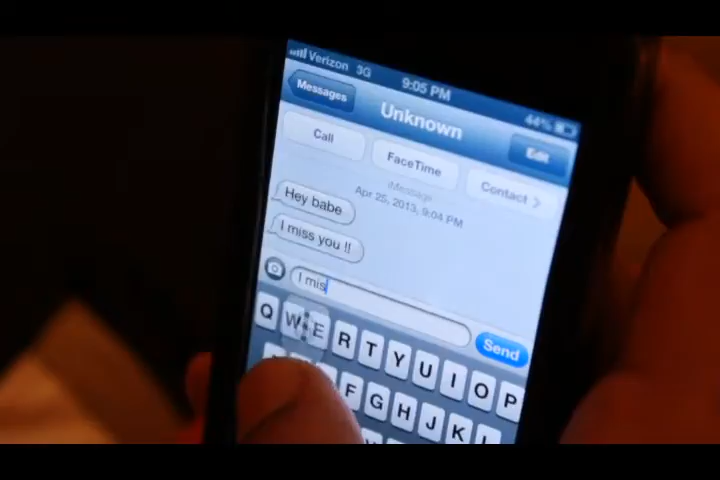 Verizon 3G 9:05 PM 44%
Messages Unknown Edit
Call FaceTime Contact
iMessage
Apr 25, 2013, 9:04 PM
Hey babe
I miss you !!
I mis
Send
Q W E R T Y U I O P
F G H J K L